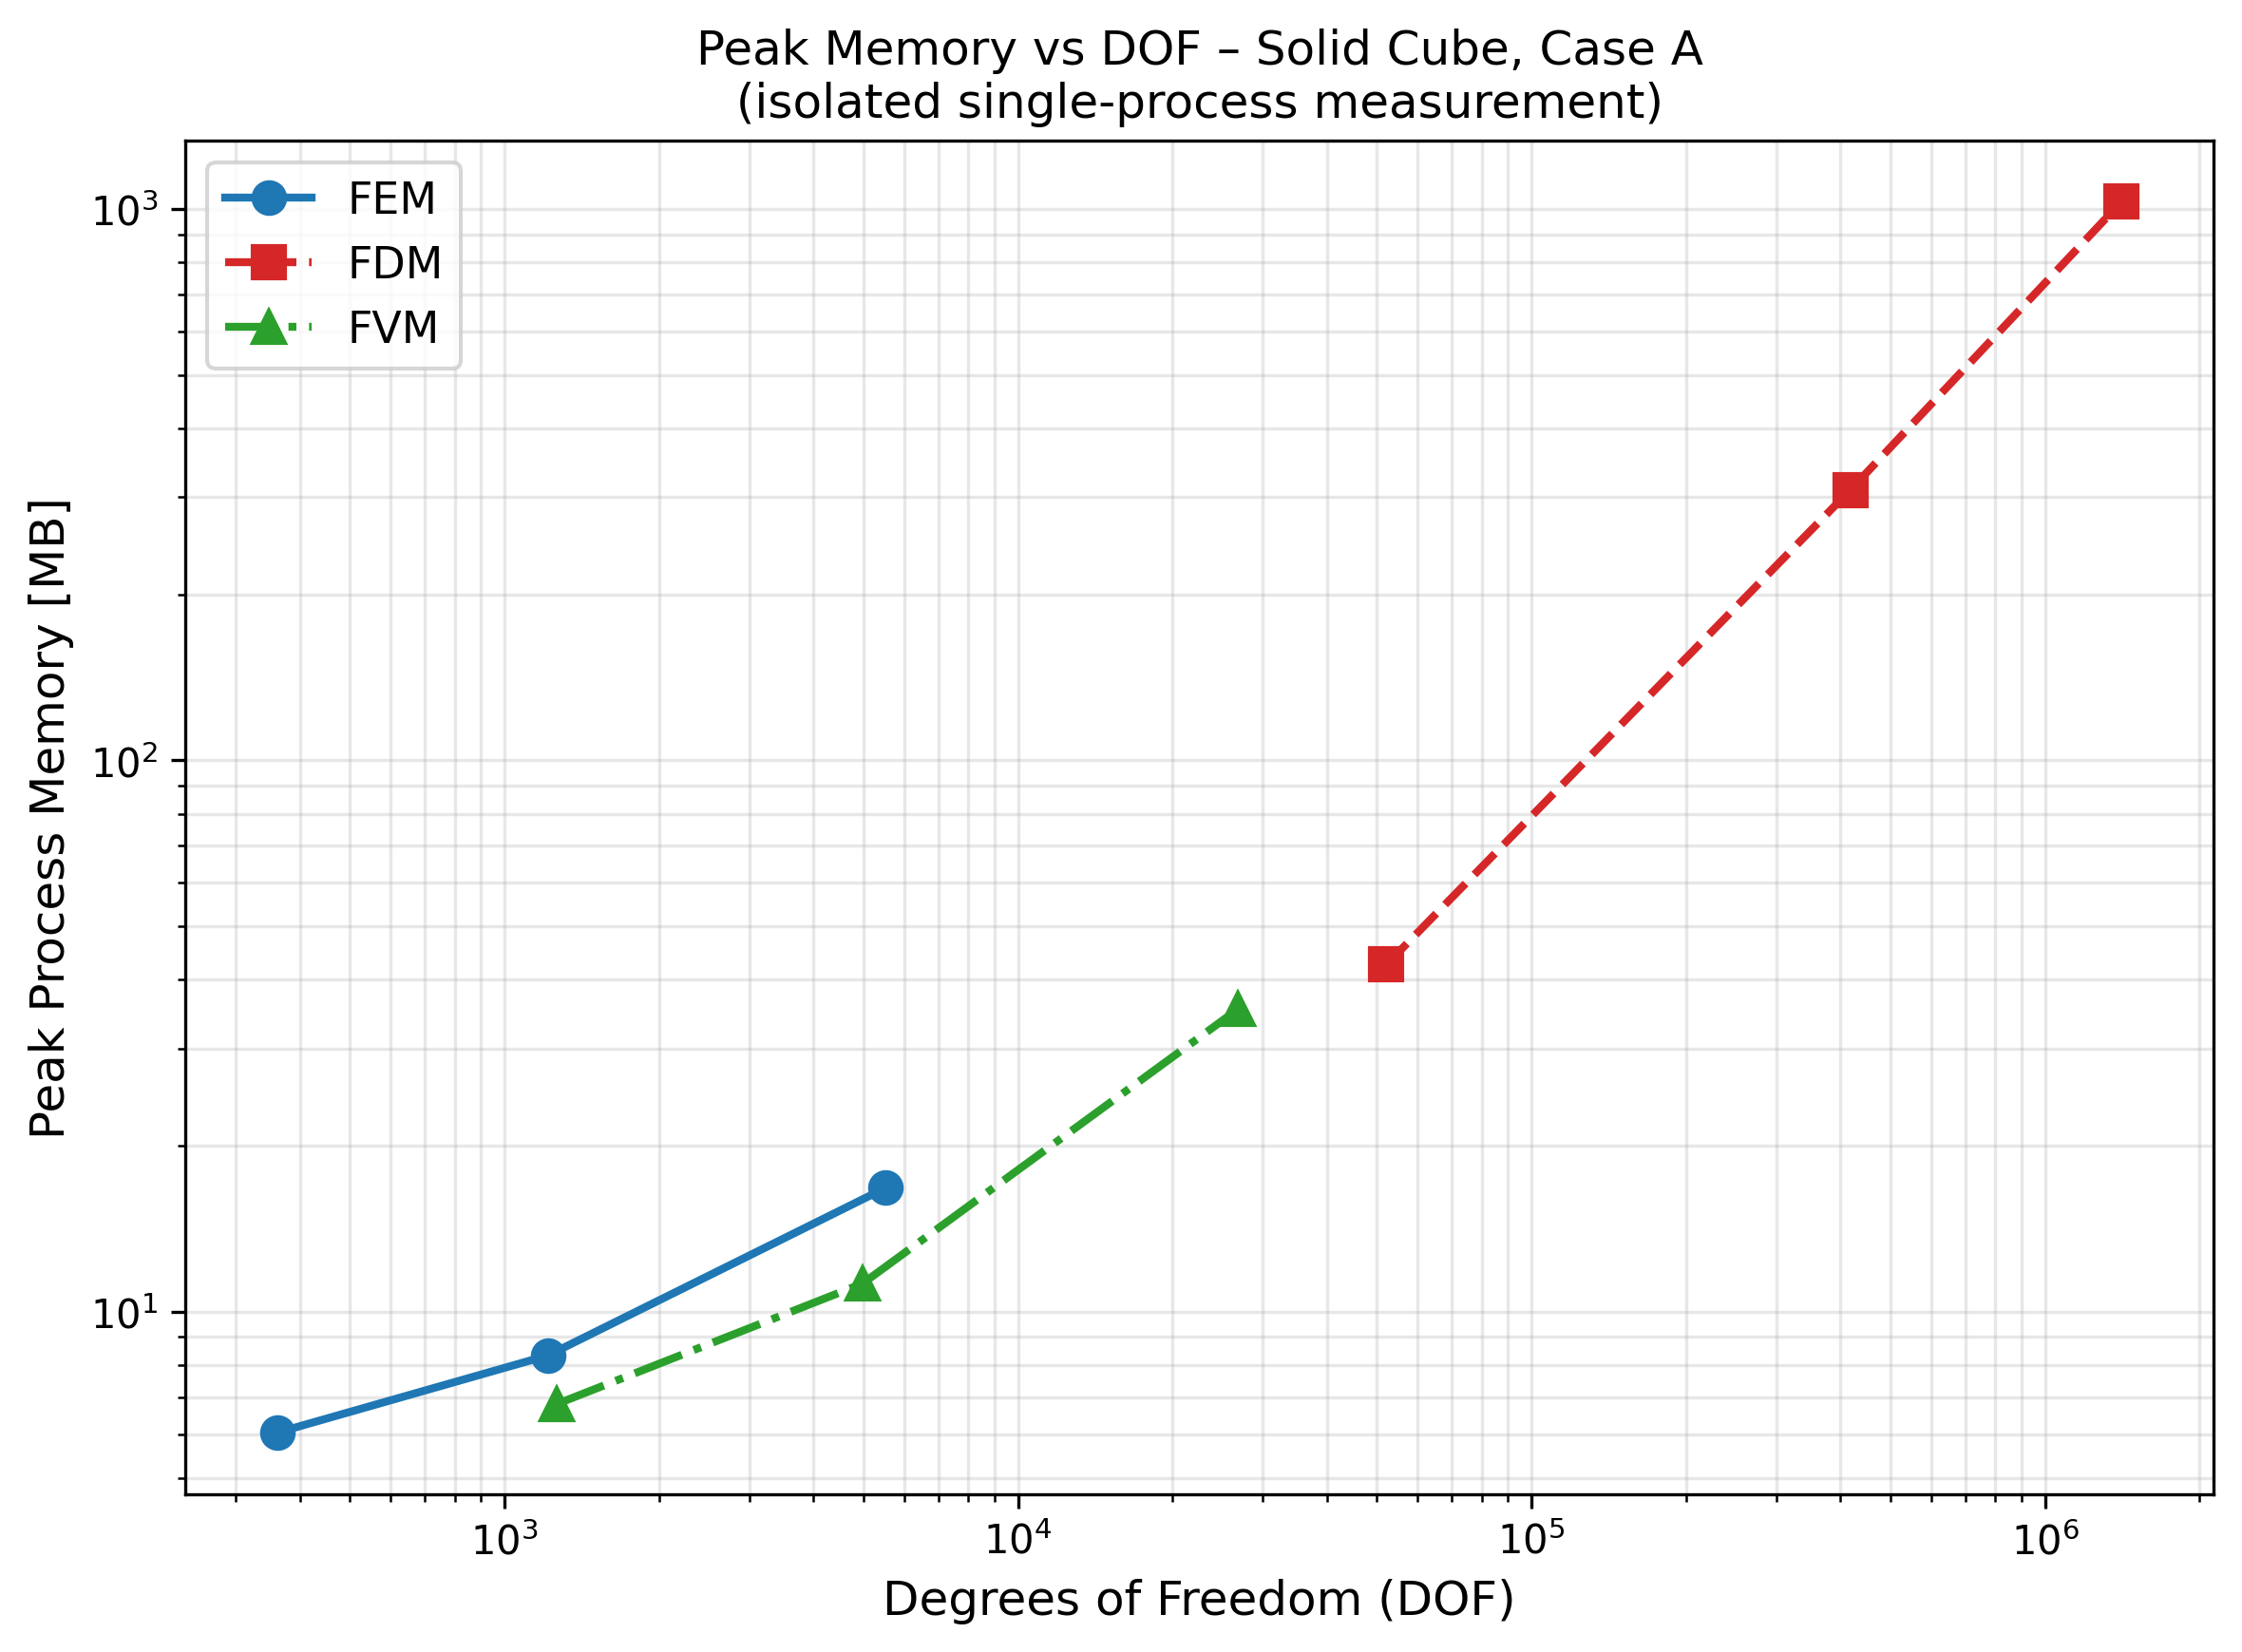 Peak Memory vs DOF – Solid Cube, Case A
(isolated single-process measurement)
FEM
FDM
FVM
Peak Process Memory [MB]
10³
10²
10¹
10³ 10⁴ 10⁵ 10⁶
Degrees of Freedom (DOF)